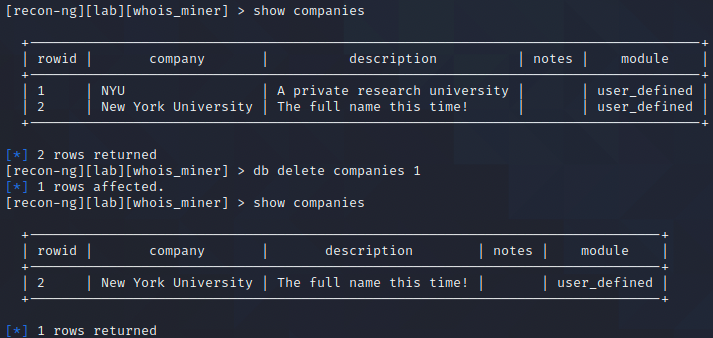 [recon-ng][lab][whois_miner] > show companies
+---------------------------------------------------------------------------------------+
| rowid | company | description | notes | module |
+---------------------------------------------------------------------------------------+
| 1 | NYU | A private research university | | user_defined |
| 2 | New York University | The full name this time! | | user_defined |
+---------------------------------------------------------------------------------------+
[*] 2 rows returned
[recon-ng][lab][whois_miner] > db delete companies 1
[*] 1 rows affected.
[recon-ng][lab][whois_miner] > show companies
+----------------------------------------------------------------------------------+
| rowid | company | description | notes | module |
+----------------------------------------------------------------------------------+
| 2 | New York University | The full name this time! | | user_defined |
+----------------------------------------------------------------------------------+
[*] 1 rows returned